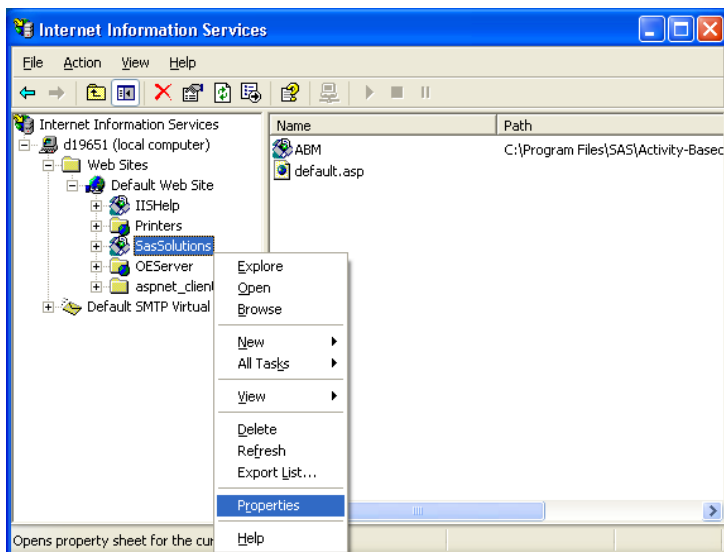 Internet Information Services
File Action View Help
Internet Information Services
d19651 (local computer)
Web Sites
Default Web Site
IISHelp
Printers
SasSolutions
OEServer
aspnet_client
Default SMTP Virtual
Name Path
ABM C:\Program Files\SAS\Activity-Based
default.asp
Explore
Open
Browse
New
All Tasks
View
Delete
Refresh
Export List...
Properties
Help
Opens property sheet for the cur